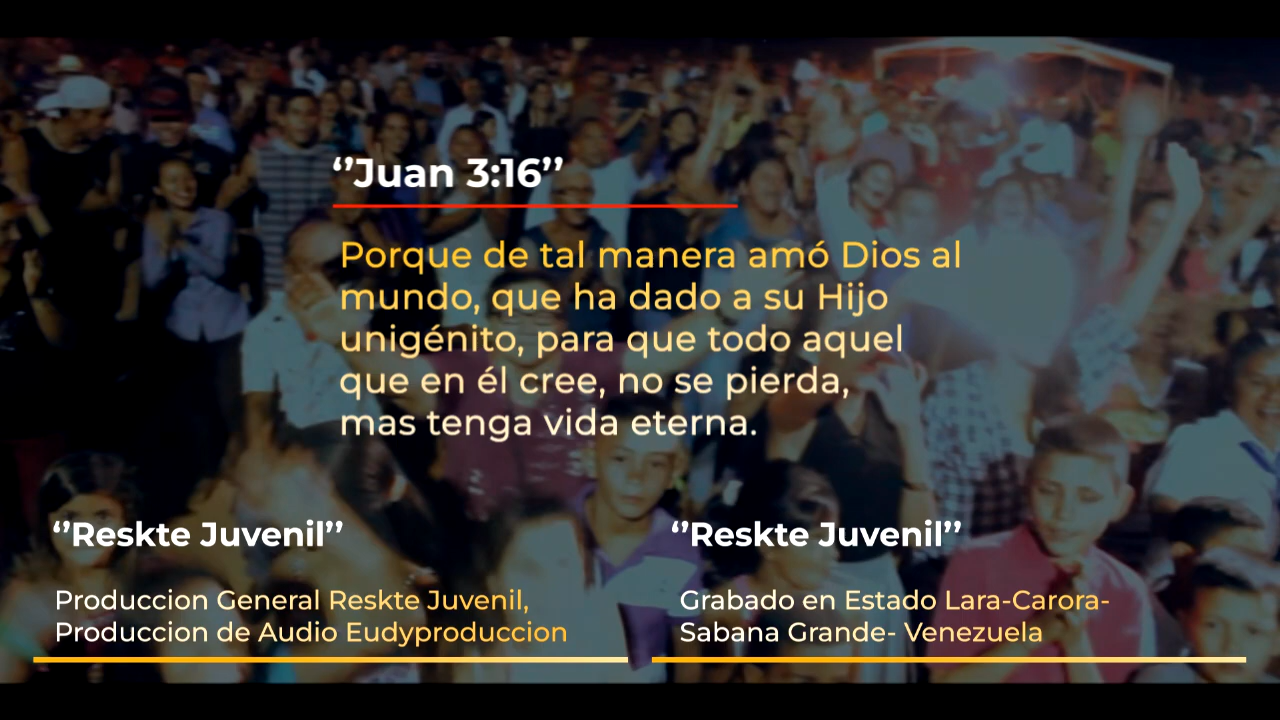 ‘’Juan 3:16’’
Porque de tal manera amó Dios al
mundo, que ha dado a su Hijo
unigénito, para que todo aquel
que en él cree, no se pierda,
mas tenga vida eterna.
‘’Reskte Juvenil’’
Produccion General Reskte Juvenil,
Produccion de Audio Eudyproduccion
‘’Reskte Juvenil’’
Grabado en Estado Lara-Carora-
Sabana Grande- Venezuela